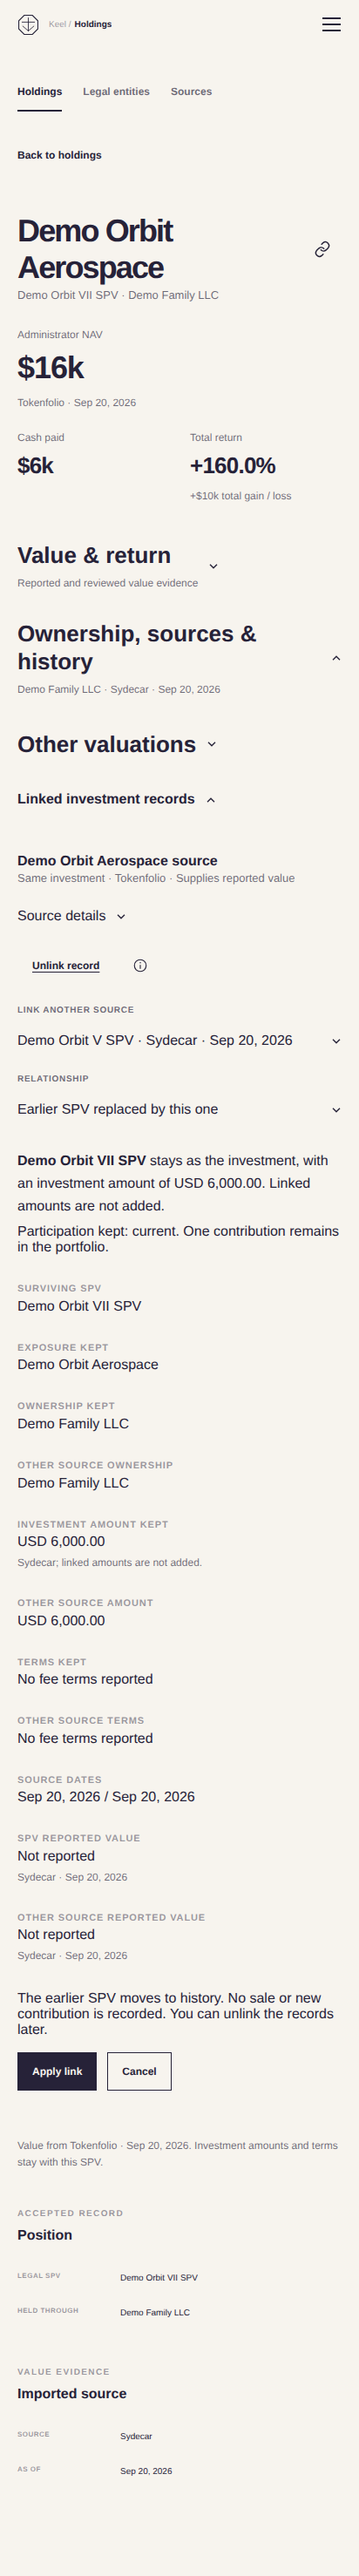 Keel / Holdings
Holdings Legal entities Sources
Back to holdings
Demo Orbit
Aerospace
Demo Orbit VII SPV · Demo Family LLC
Administrator NAV
$16k
Tokenfolio · Sep 20, 2026
Cash paid Total return
$6k +160.0%
+$10k total gain / loss
Value & return
Reported and reviewed value evidence
Ownership, sources &
history
Demo Family LLC · Sydecar · Sep 20, 2026
Other valuations
Linked investment records
Demo Orbit Aerospace source
Same investment · Tokenfolio · Supplies reported value
Source details
Unlink record
LINK ANOTHER SOURCE
Demo Orbit V SPV · Sydecar · Sep 20, 2026
RELATIONSHIP
Earlier SPV replaced by this one
Demo Orbit VII SPV stays as the investment, with
an investment amount of USD 6,000.00. Linked
amounts are not added.
Participation kept: current. One contribution remains
in the portfolio.
SURVIVING SPV
Demo Orbit VII SPV
EXPOSURE KEPT
Demo Orbit Aerospace
OWNERSHIP KEPT
Demo Family LLC
OTHER SOURCE OWNERSHIP
Demo Family LLC
INVESTMENT AMOUNT KEPT
USD 6,000.00
Sydecar; linked amounts are not added.
OTHER SOURCE AMOUNT
USD 6,000.00
TERMS KEPT
No fee terms reported
OTHER SOURCE TERMS
No fee terms reported
SOURCE DATES
Sep 20, 2026 / Sep 20, 2026
SPV REPORTED VALUE
Not reported
Sydecar · Sep 20, 2026
OTHER SOURCE REPORTED VALUE
Not reported
Sydecar · Sep 20, 2026
The earlier SPV moves to history. No sale or new
contribution is recorded. You can unlink the records
later.
Apply link Cancel
Value from Tokenfolio · Sep 20, 2026. Investment amounts and terms
stay with this SPV.
ACCEPTED RECORD
Position
LEGAL SPV Demo Orbit VII SPV
HELD THROUGH Demo Family LLC
VALUE EVIDENCE
Imported source
SOURCE Sydecar
AS OF Sep 20, 2026